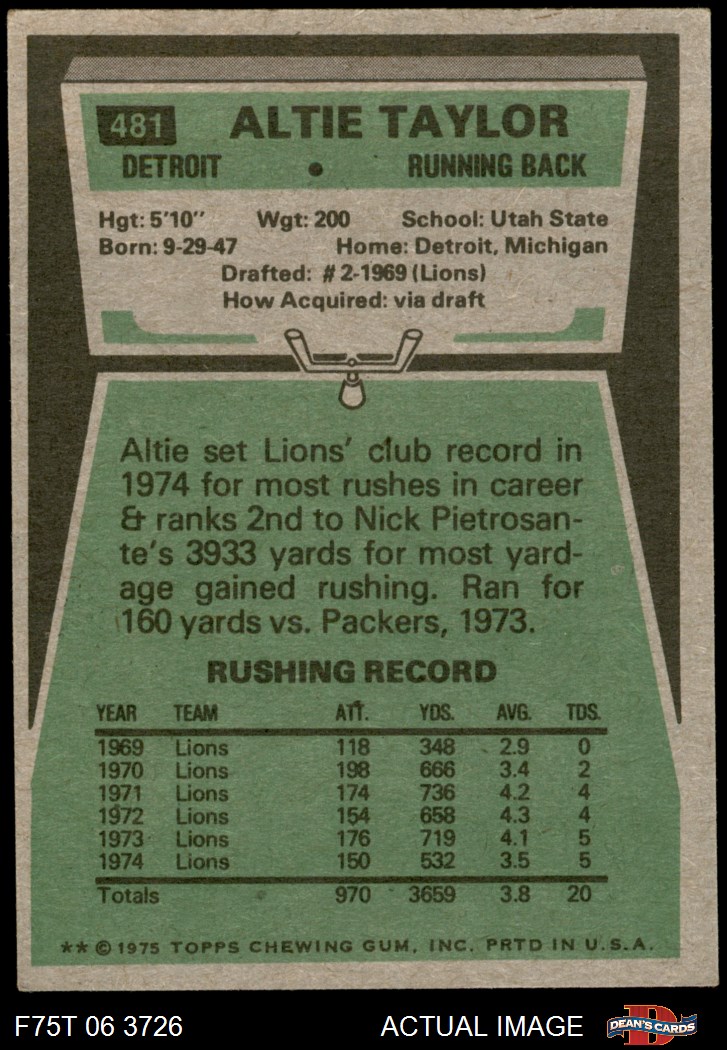 481 ALTIE TAYLOR
DETROIT • RUNNING BACK
Hgt: 5'10" Wgt: 200 School: Utah State
Born: 9-29-47 Home: Detroit, Michigan
Drafted: #2-1969 (Lions)
How Acquired: via draft
Altie set Lions' club record in
1974 for most rushes in career
& ranks 2nd to Nick Pietrosan-
te's 3933 yards for most yard-
age gained rushing. Ran for
160 yards vs. Packers, 1973.
RUSHING RECORD
YEAR TEAM ATT. YDS. AVG. TDS.
1969 Lions 118 348 2.9 0
1970 Lions 198 666 3.4 2
1971 Lions 174 736 4.2 4
1972 Lions 154 658 4.3 4
1973 Lions 176 719 4.1 5
1974 Lions 150 532 3.5 5
Totals 970 3659 3.8 20
** © 1975 TOPPS CHEWING GUM, INC. PRTD IN U.S.A.
F75T 06 3726 ACTUAL IMAGE D DEAN'S CARDS